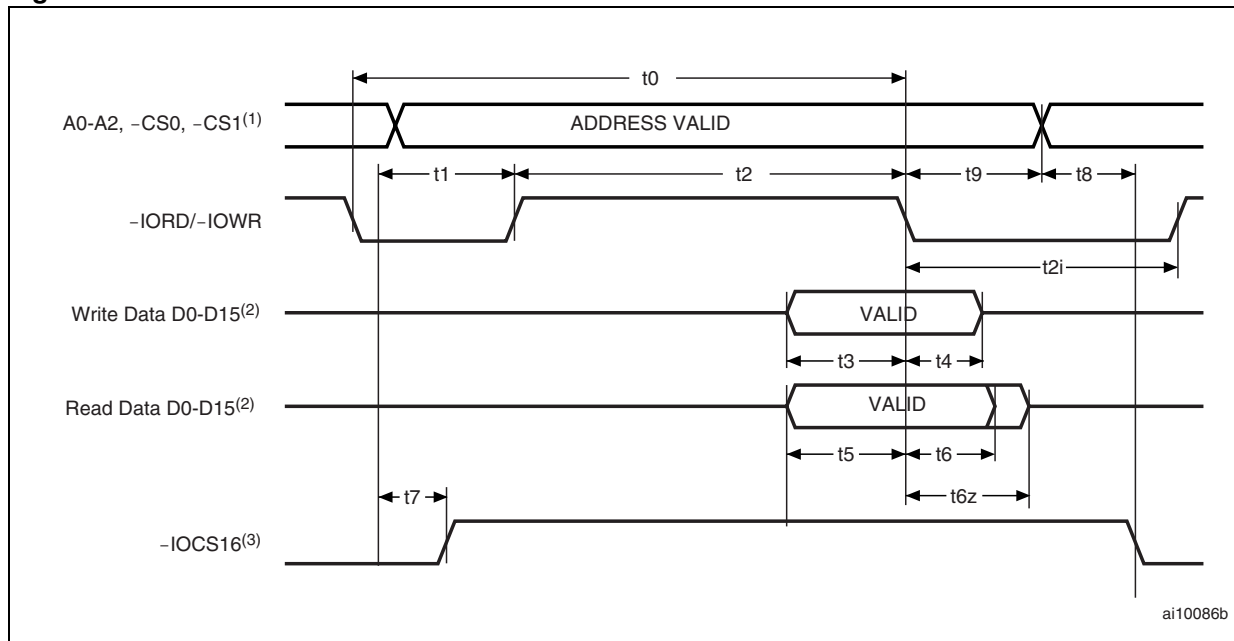 t0
A0-A2, −CS0, −CS1(1)
ADDRESS VALID
t1
t2
t9
t8
−IORD/−IOWR
t2i
Write Data D0-D15(2)
VALID
t3
t4
Read Data D0-D15(2)
VALID
t5
t6
t7
t6z
−IOCS16(3)
ai10086b